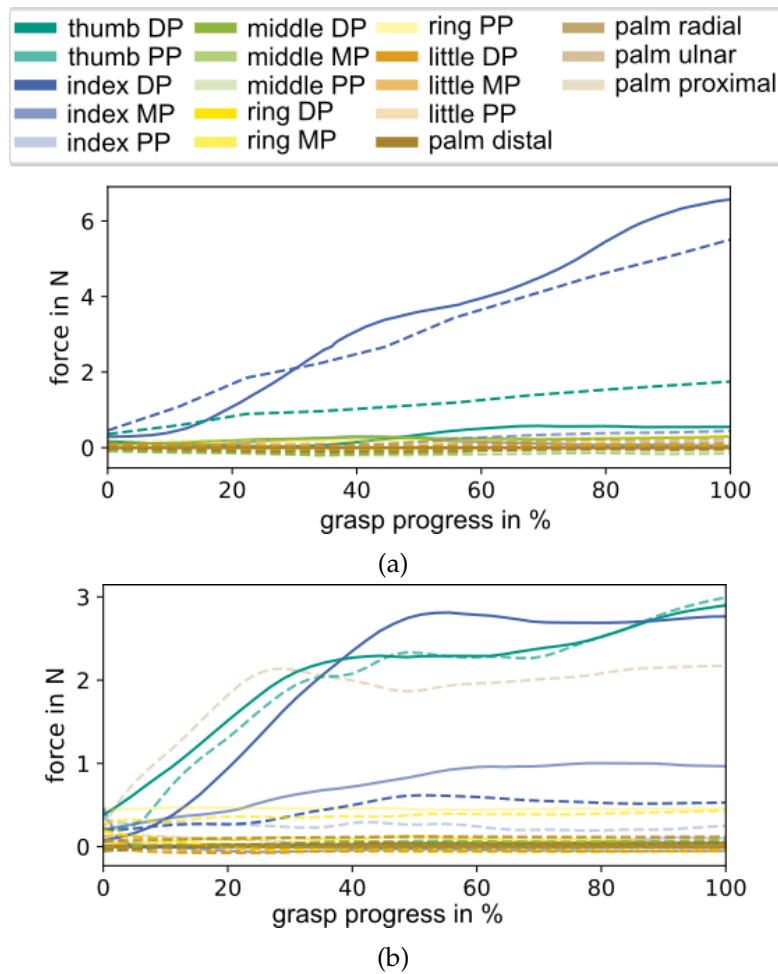 thumb DP middle DP ring PP palm radial
thumb PP middle MP little DP palm ulnar
index DP middle PP little MP palm proximal
index MP ring DP little PP
index PP ring MP palm distal
6
4
2
0
force in N
0 20 40 60 80 100
grasp progress in %
(a)
3
2
1
0
force in N
0 20 40 60 80 100
grasp progress in %
(b)